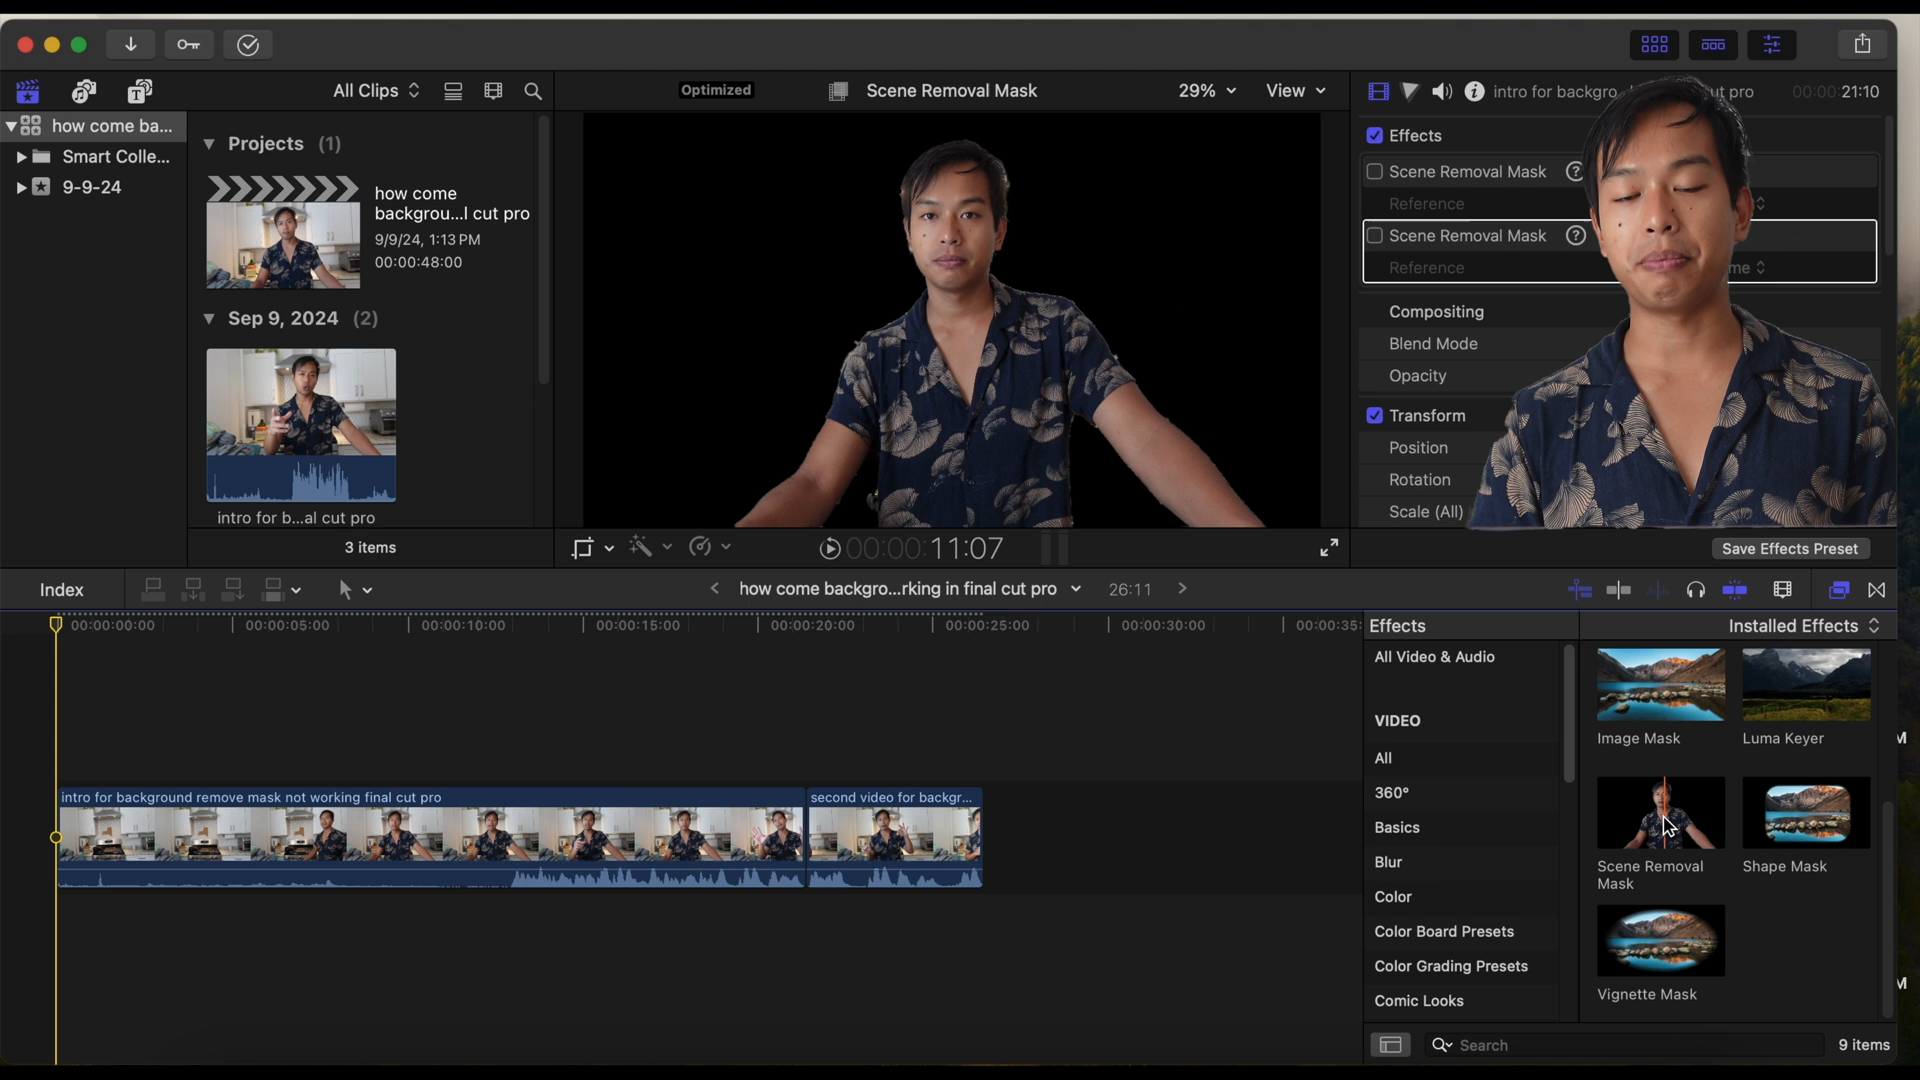 All Clips
Optimized
Scene Removal Mask
29%
View
intro for backgro...
ut pro
00:00:21:10
how come ba...
Smart Colle...
9-9-24
Projects (1)
how come
backgrou...l cut pro
9/9/24, 1:13 PM
00:00:48:00
Sep 9, 2024 (2)
intro for b...al cut pro
3 items
Effects
Scene Removal Mask
Reference
Scene Removal Mask
Reference
me
Compositing
Blend Mode
Opacity
Transform
Position
Rotation
Scale (All)
Save Effects Preset
00:00:11:07
Index
how come backgro...rking in final cut pro
26:11
00:00:00:00
00:00:05:00
00:00:10:00
00:00:15:00
00:00:20:00
00:00:25:00
00:00:30:00
00:00:35:
intro for background remove mask not working final cut pro
second video for backgr...
Effects
Installed Effects
All Video & Audio
VIDEO
All
360°
Basics
Blur
Color
Color Board Presets
Color Grading Presets
Comic Looks
Image Mask
Luma Keyer
Scene Removal
Mask
Shape Mask
Vignette Mask
Search
9 items
M
M